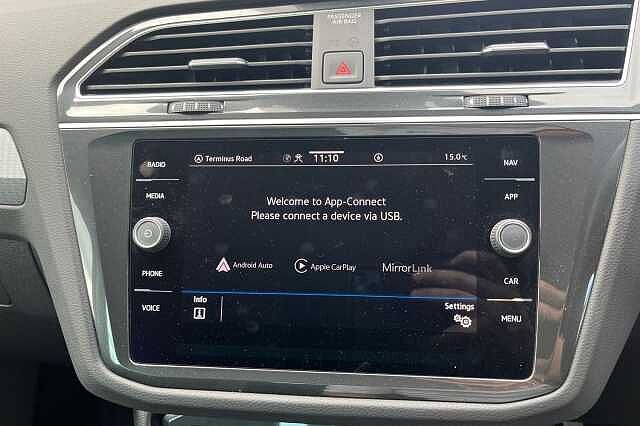 PASSENGER
AIR BAG
RADIO
MEDIA
PHONE
VOICE
Terminus Road
11:10
15.0°C
Welcome to App-Connect
Please connect a device via USB.
Android Auto
Apple CarPlay
MirrorLink
Info
Settings
NAV
APP
CAR
MENU